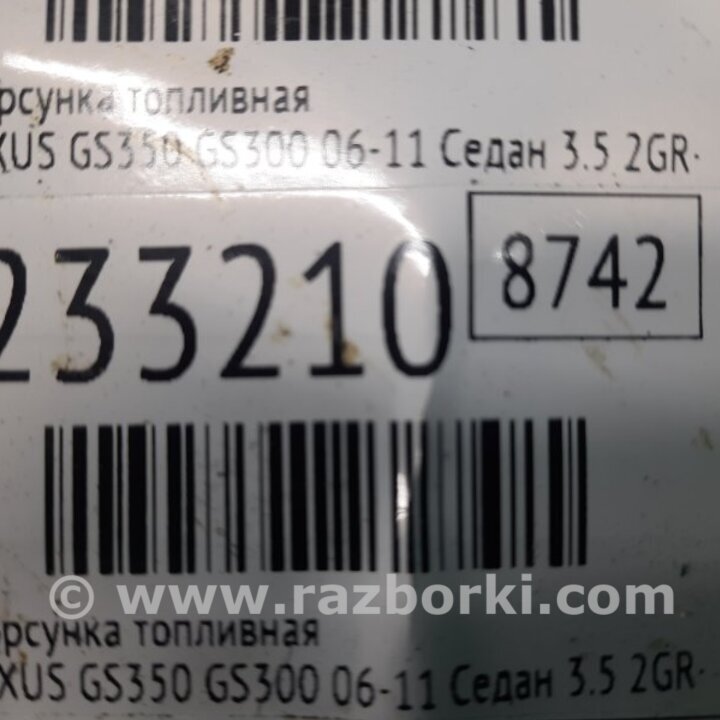 рсунка топливная
XUS GS350 GS300 06-11 Седан 3.5 2GR-
233210 8742
© www.razborki.com
орсунка топливная
XUS GS350 GS300 06-11 Седан 3.5 2GR-